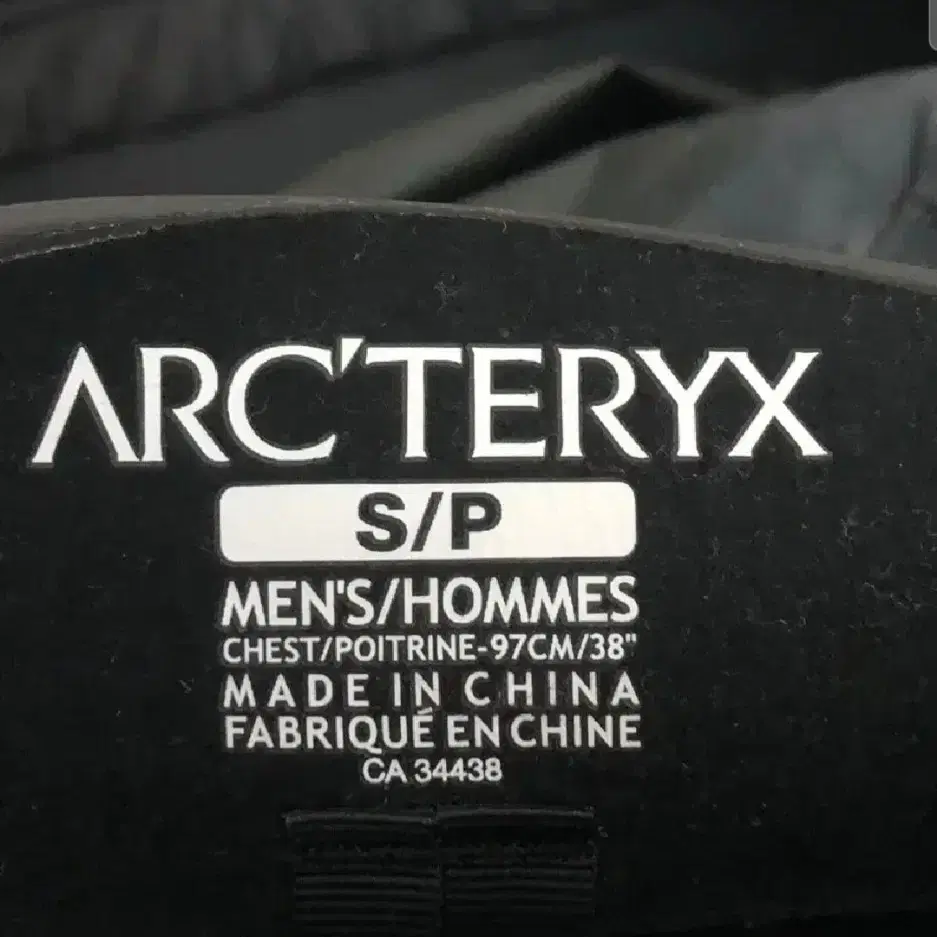 ARC'TERYX
S/P
MEN'S/HOMMES
CHEST/POITRINE-97CM/38"
MADE IN CHINA
FABRIQUÉ EN CHINE
CA 34438